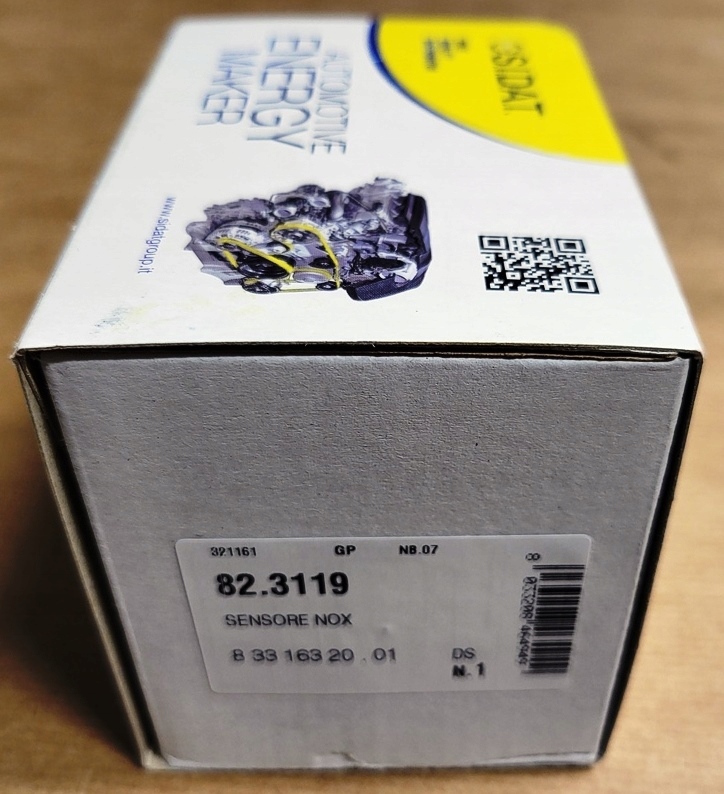 SIDAT
AUTOMOTIVE
ENERGY
MAKER
www.sidatgroup.it
321161 GP NB.07
82.3119
SENSORE NOX
8 33 163 20 . 01
DS
N. 1